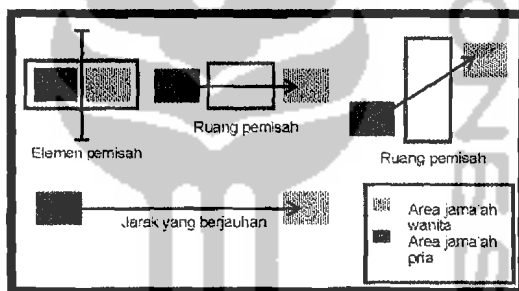 Elemen pemisah
Ruang pemisah
Ruang pemisah
Jarak yang berjauhan
Area jama'ah
wanita
Area jama'ah
pria